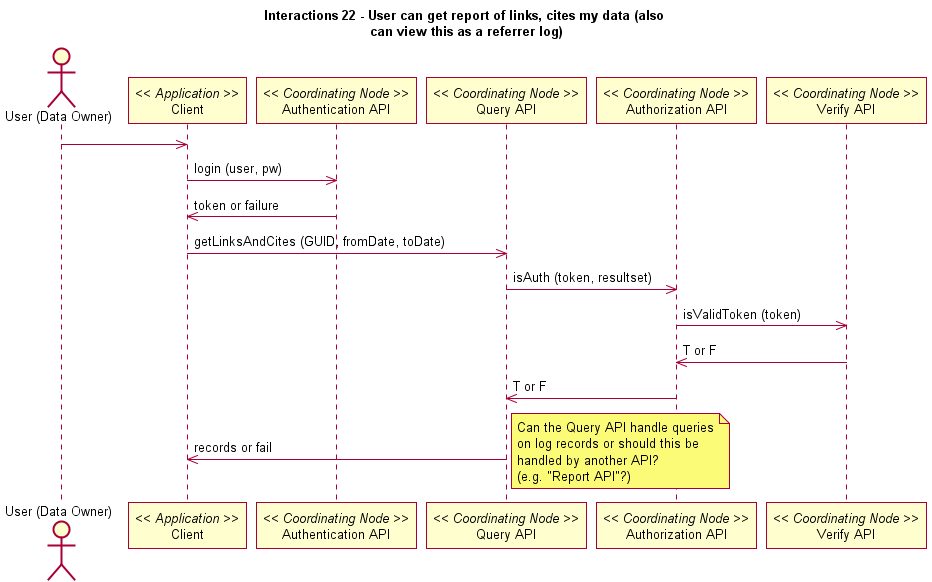 Interactions 22 - User can get report of links, cites my data (also
can view this as a referrer log)
User (Data Owner)
<< Application >>
Client
<< Coordinating Node >>
Authentication API
<< Coordinating Node >>
Query API
<< Coordinating Node >>
Authorization API
<< Coordinating Node >>
Verify API
login (user, pw)
token or failure
getLinksAndCites (GUID, fromDate, toDate)
isAuth (token, resultset)
isValidToken (token)
T or F
T or F
Can the Query API handle queries
on log records or should this be
handled by another API?
(e.g. "Report API"?)
records or fail
User (Data Owner)
<< Application >>
Client
<< Coordinating Node >>
Authentication API
<< Coordinating Node >>
Query API
<< Coordinating Node >>
Authorization API
<< Coordinating Node >>
Verify API